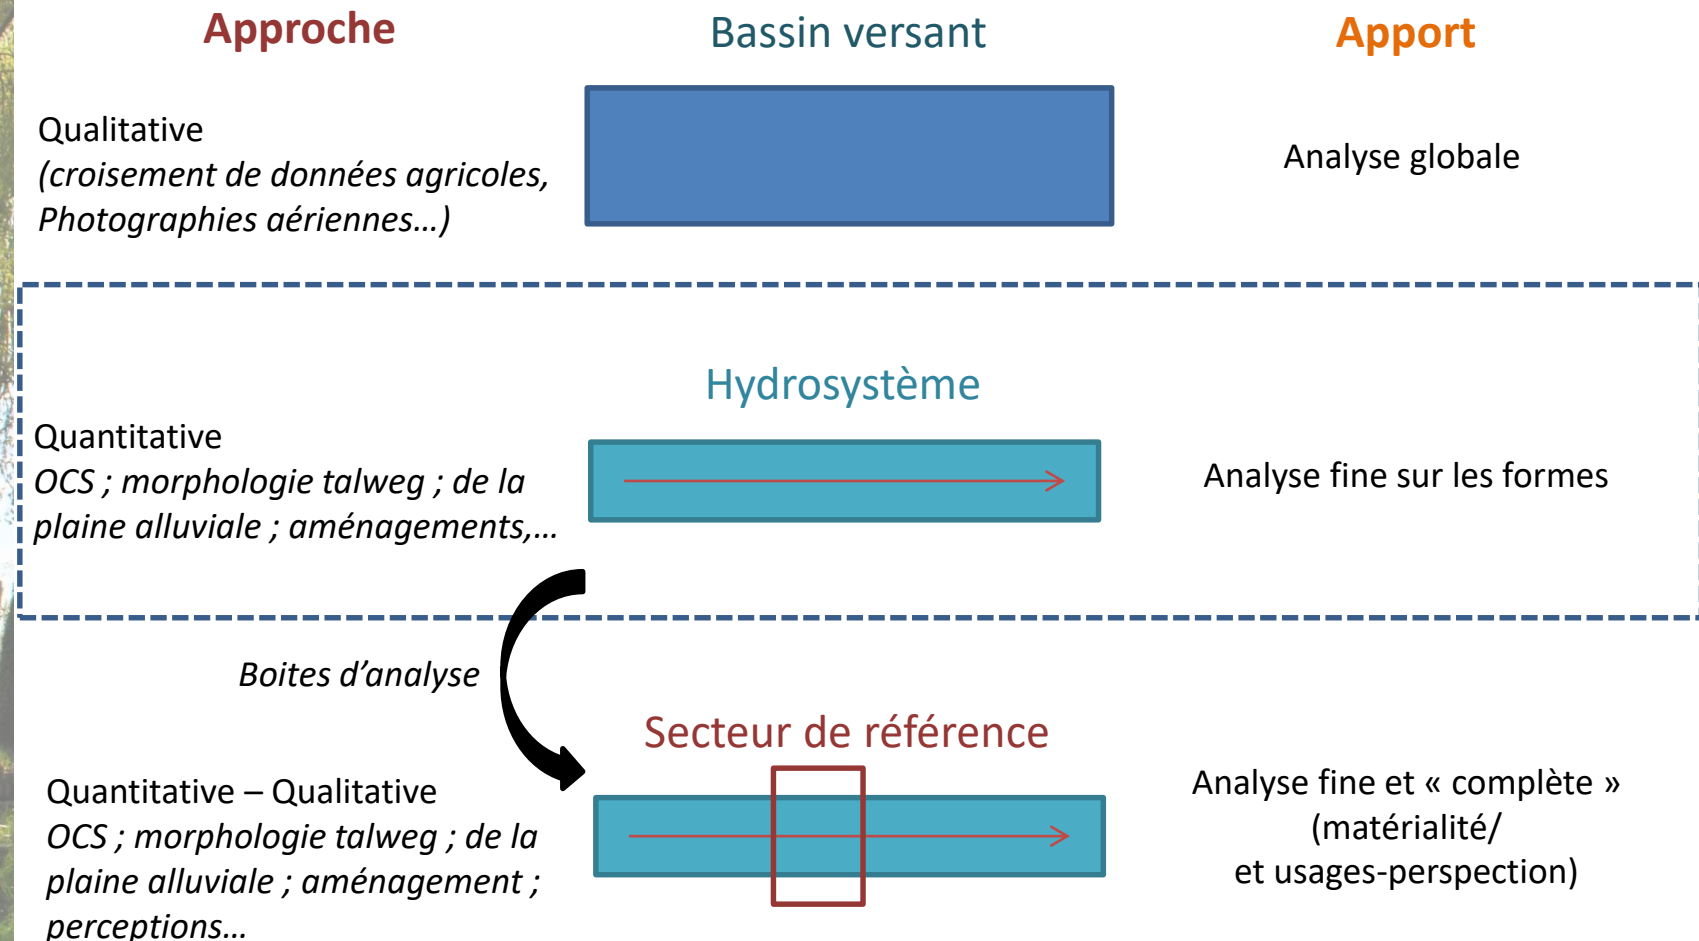 Approche
Bassin versant
Apport
Qualitative
(croisement de données agricoles,
Photographies aériennes…)
Analyse globale
Hydrosystème
Quantitative
OCS ; morphologie talweg ; de la
plaine alluviale ; aménagements,…
Analyse fine sur les formes
Boites d’analyse
Secteur de référence
Quantitative – Qualitative
OCS ; morphologie talweg ; de la
plaine alluviale ; aménagement ;
perceptions…
Analyse fine et « complète »
(matérialité/
et usages-perspection)